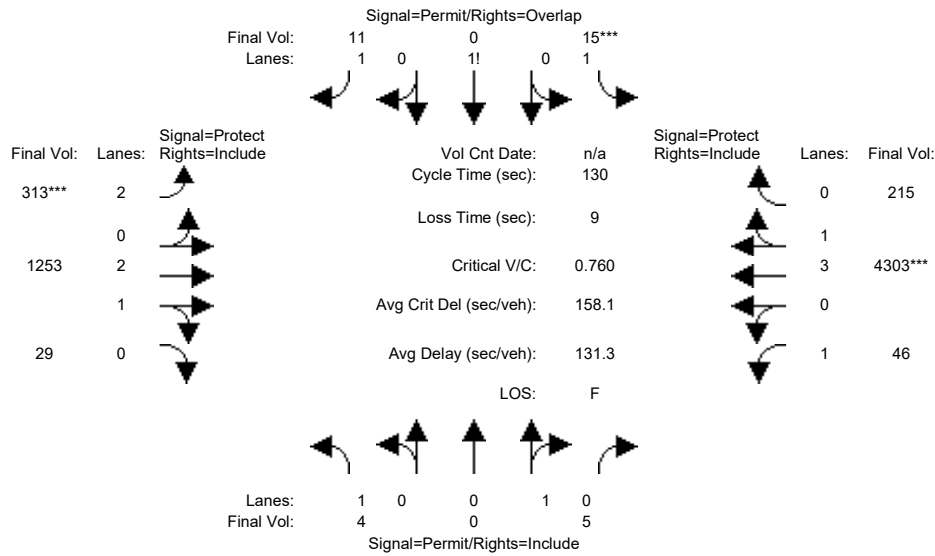 Signal=Permit/Rights=Overlap
Final Vol: 11 0 15***
Lanes: 1 0 1! 0 1
Signal=Protect Signal=Protect
Final Vol: Lanes: Rights=Include Vol Cnt Date: n/a Rights=Include Lanes: Final Vol:
Cycle Time (sec): 130
313*** 2 0 215
Loss Time (sec): 9
0 1
1253 2 Critical V/C: 0.760 3 4303***
1 Avg Crit Del (sec/veh): 158.1 0
29 0 Avg Delay (sec/veh): 131.3 1 46
LOS: F
Lanes: 1 0 0 1 0
Final Vol: 4 0 5
Signal=Permit/Rights=Include